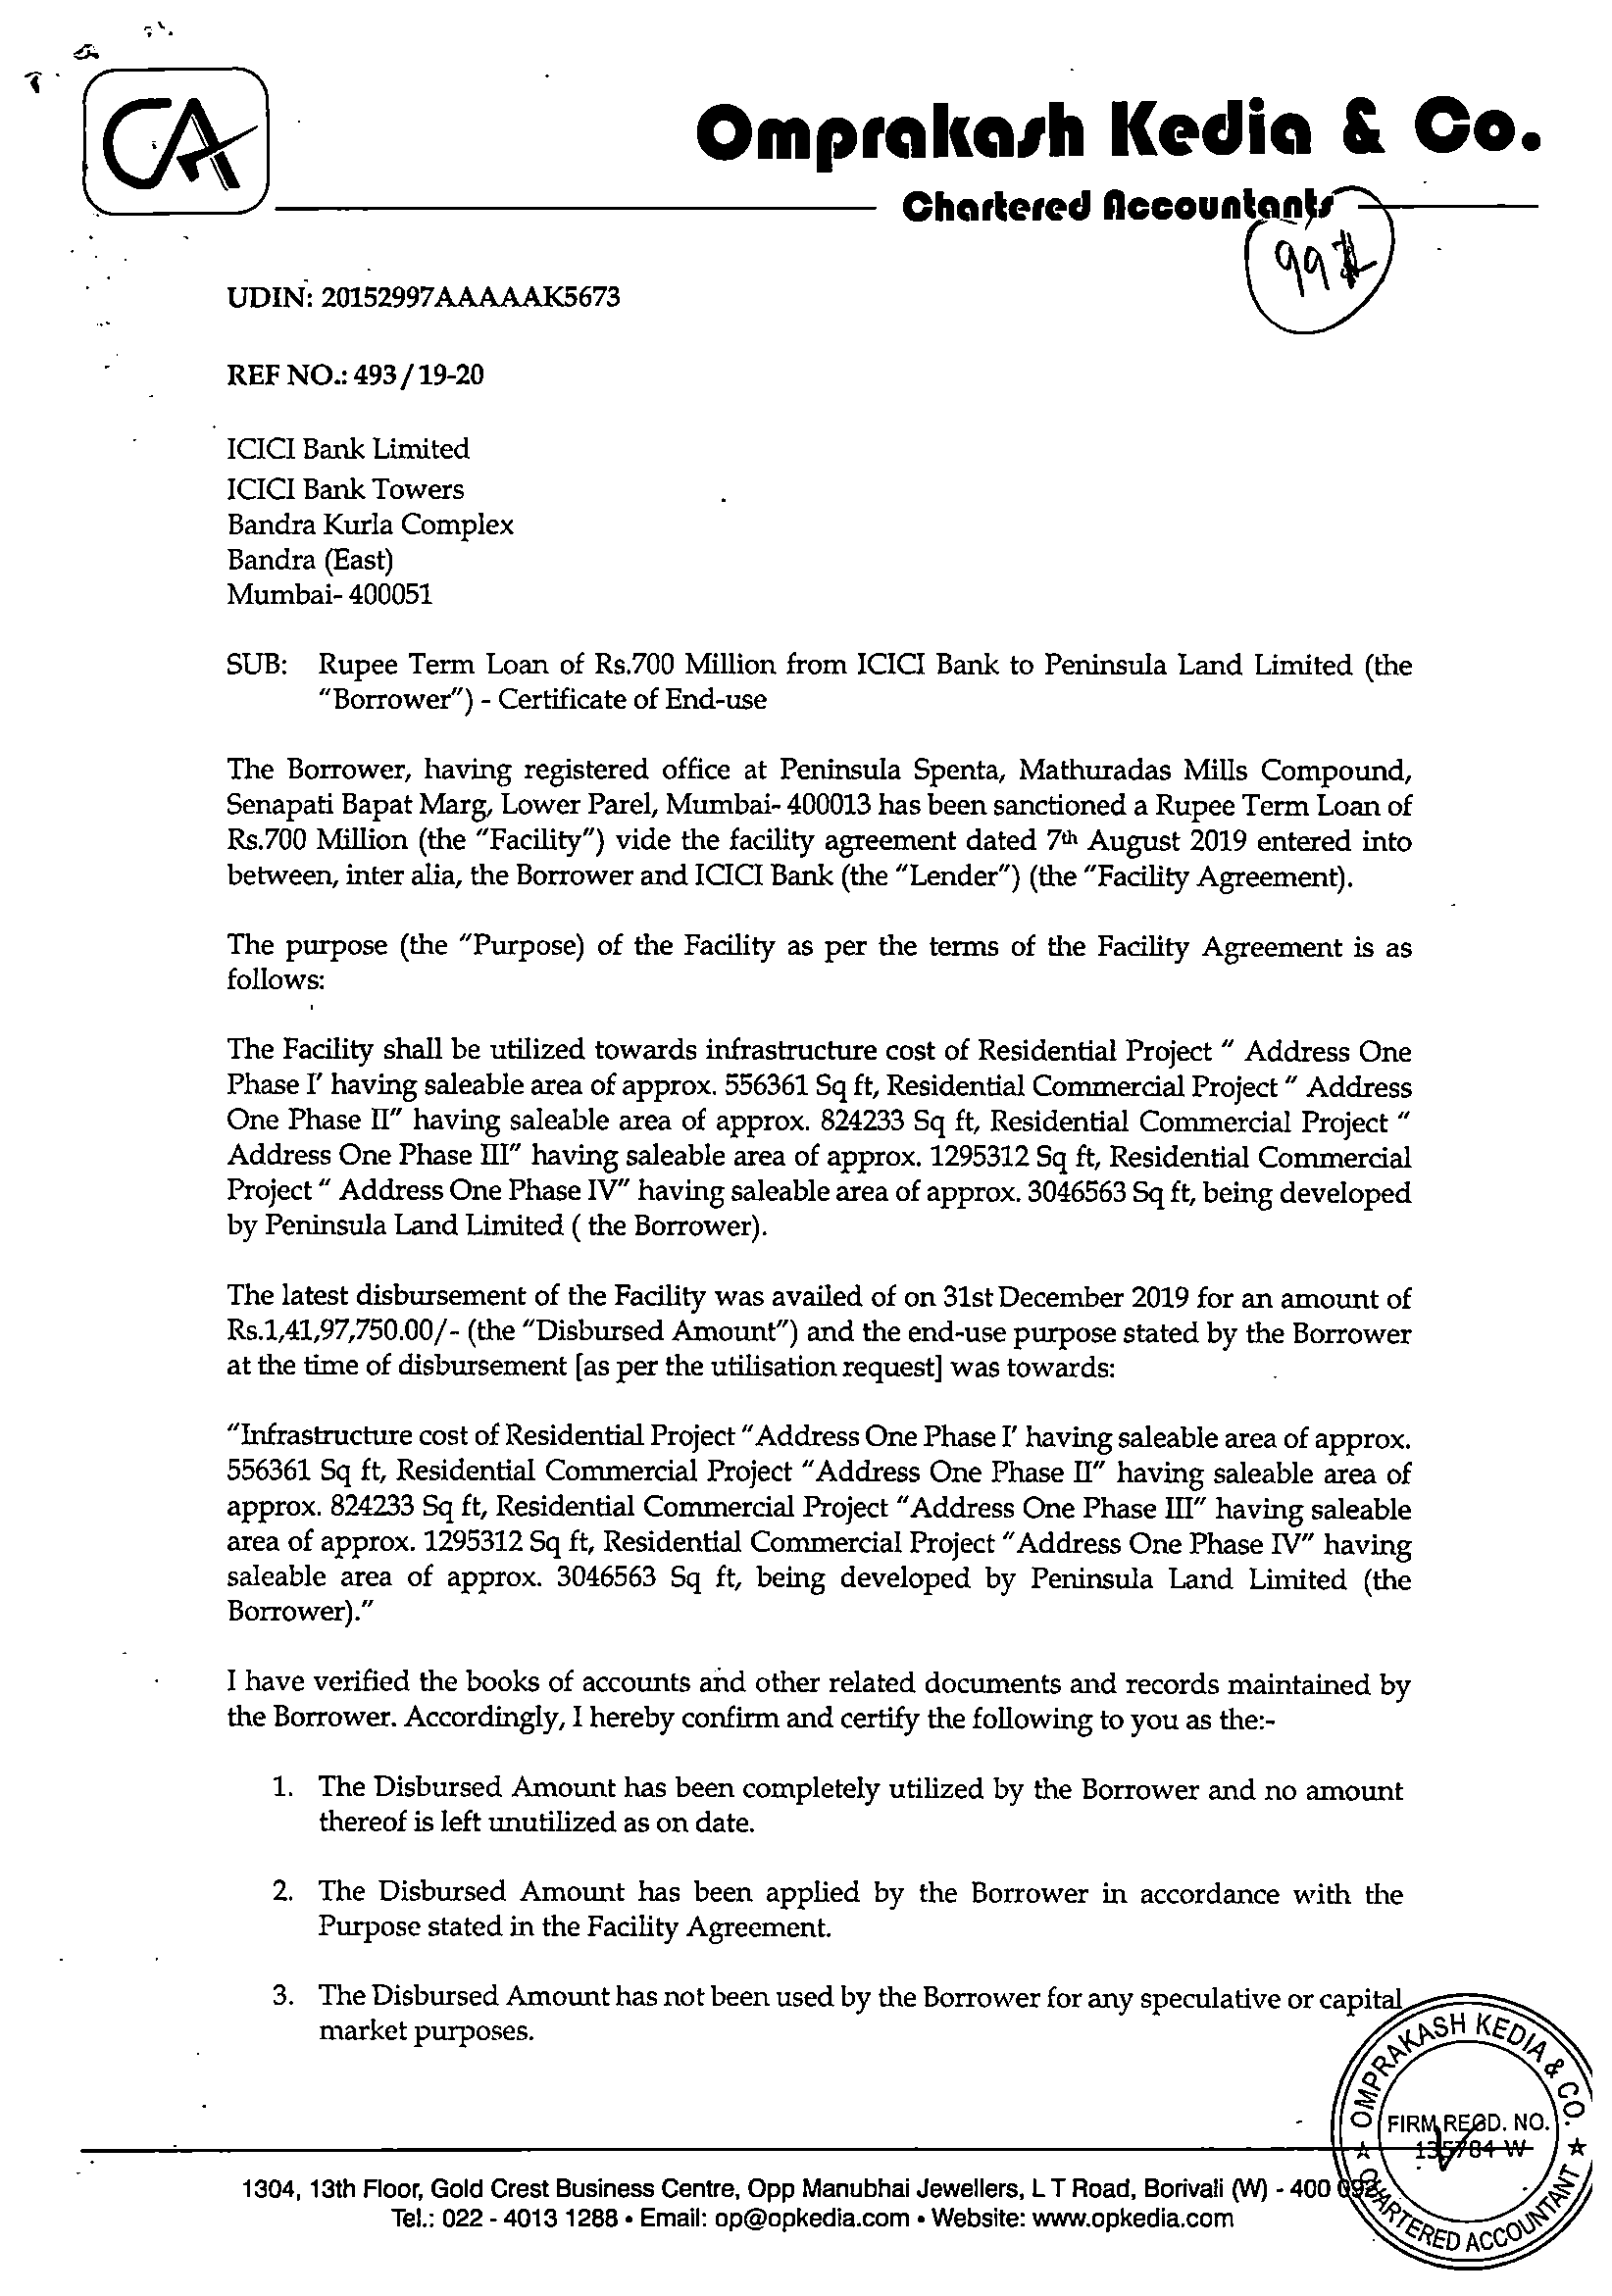 CA
Omprakash Kedia & Co.
Chartered Accountants
99
UDIN: 20152997AAAAAK5673
REF NO.: 493/19-20
ICICI Bank Limited
ICICI Bank Towers
Bandra Kurla Complex
Bandra (East)
Mumbai- 400051
SUB: Rupee Term Loan of Rs.700 Million from ICICI Bank to Peninsula Land Limited (the
"Borrower") - Certificate of End-use
The Borrower, having registered office at Peninsula Spenta, Mathuradas Mills Compound,
Senapati Bapat Marg, Lower Parel, Mumbai- 400013 has been sanctioned a Rupee Term Loan of
Rs.700 Million (the "Facility") vide the facility agreement dated 7th August 2019 entered into
between, inter alia, the Borrower and ICICI Bank (the "Lender") (the "Facility Agreement).
The purpose (the "Purpose) of the Facility as per the terms of the Facility Agreement is as
follows:
The Facility shall be utilized towards infrastructure cost of Residential Project " Address One
Phase I' having saleable area of approx. 556361 Sq ft, Residential Commercial Project " Address
One Phase II" having saleable area of approx. 824233 Sq ft, Residential Commercial Project "
Address One Phase III" having saleable area of approx. 1295312 Sq ft, Residential Commercial
Project " Address One Phase IV" having saleable area of approx. 3046563 Sq ft, being developed
by Peninsula Land Limited ( the Borrower).
The latest disbursement of the Facility was availed of on 31st December 2019 for an amount of
Rs.1,41,97,750.00/- (the "Disbursed Amount") and the end-use purpose stated by the Borrower
at the time of disbursement [as per the utilisation request] was towards:
"Infrastructure cost of Residential Project "Address One Phase I' having saleable area of approx.
556361 Sq ft, Residential Commercial Project "Address One Phase II" having saleable area of
approx. 824233 Sq ft, Residential Commercial Project "Address One Phase III" having saleable
area of approx. 1295312 Sq ft, Residential Commercial Project "Address One Phase IV" having
saleable area of approx. 3046563 Sq ft, being developed by Peninsula Land Limited (the
Borrower)."
I have verified the books of accounts and other related documents and records maintained by
the Borrower. Accordingly, I hereby confirm and certify the following to you as the:-
1. The Disbursed Amount has been completely utilized by the Borrower and no amount
thereof is left unutilized as on date.
2. The Disbursed Amount has been applied by the Borrower in accordance with the
Purpose stated in the Facility Agreement.
3. The Disbursed Amount has not been used by the Borrower for any speculative or capital
market purposes.
OMPRAKASH KEDIA & CO.
FIRM REGD. NO.
135784 W
CHARTERED ACCOUNTANT
1304, 13th Floor, Gold Crest Business Centre, Opp Manubhai Jewellers, L T Road, Borivali (W) - 400 092
Tel.: 022 - 4013 1288 • Email: op@opkedia.com • Website: www.opkedia.com